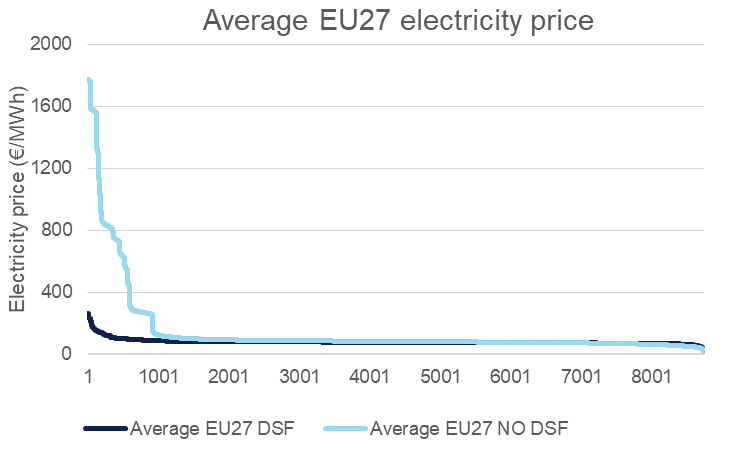 Average EU27 electricity price
Electricity price (€/MWh)
2000
1600
1200
800
400
0
1 1001 2001 3001 4001 5001 6001 7001 8001
Average EU27 DSF Average EU27 NO DSF